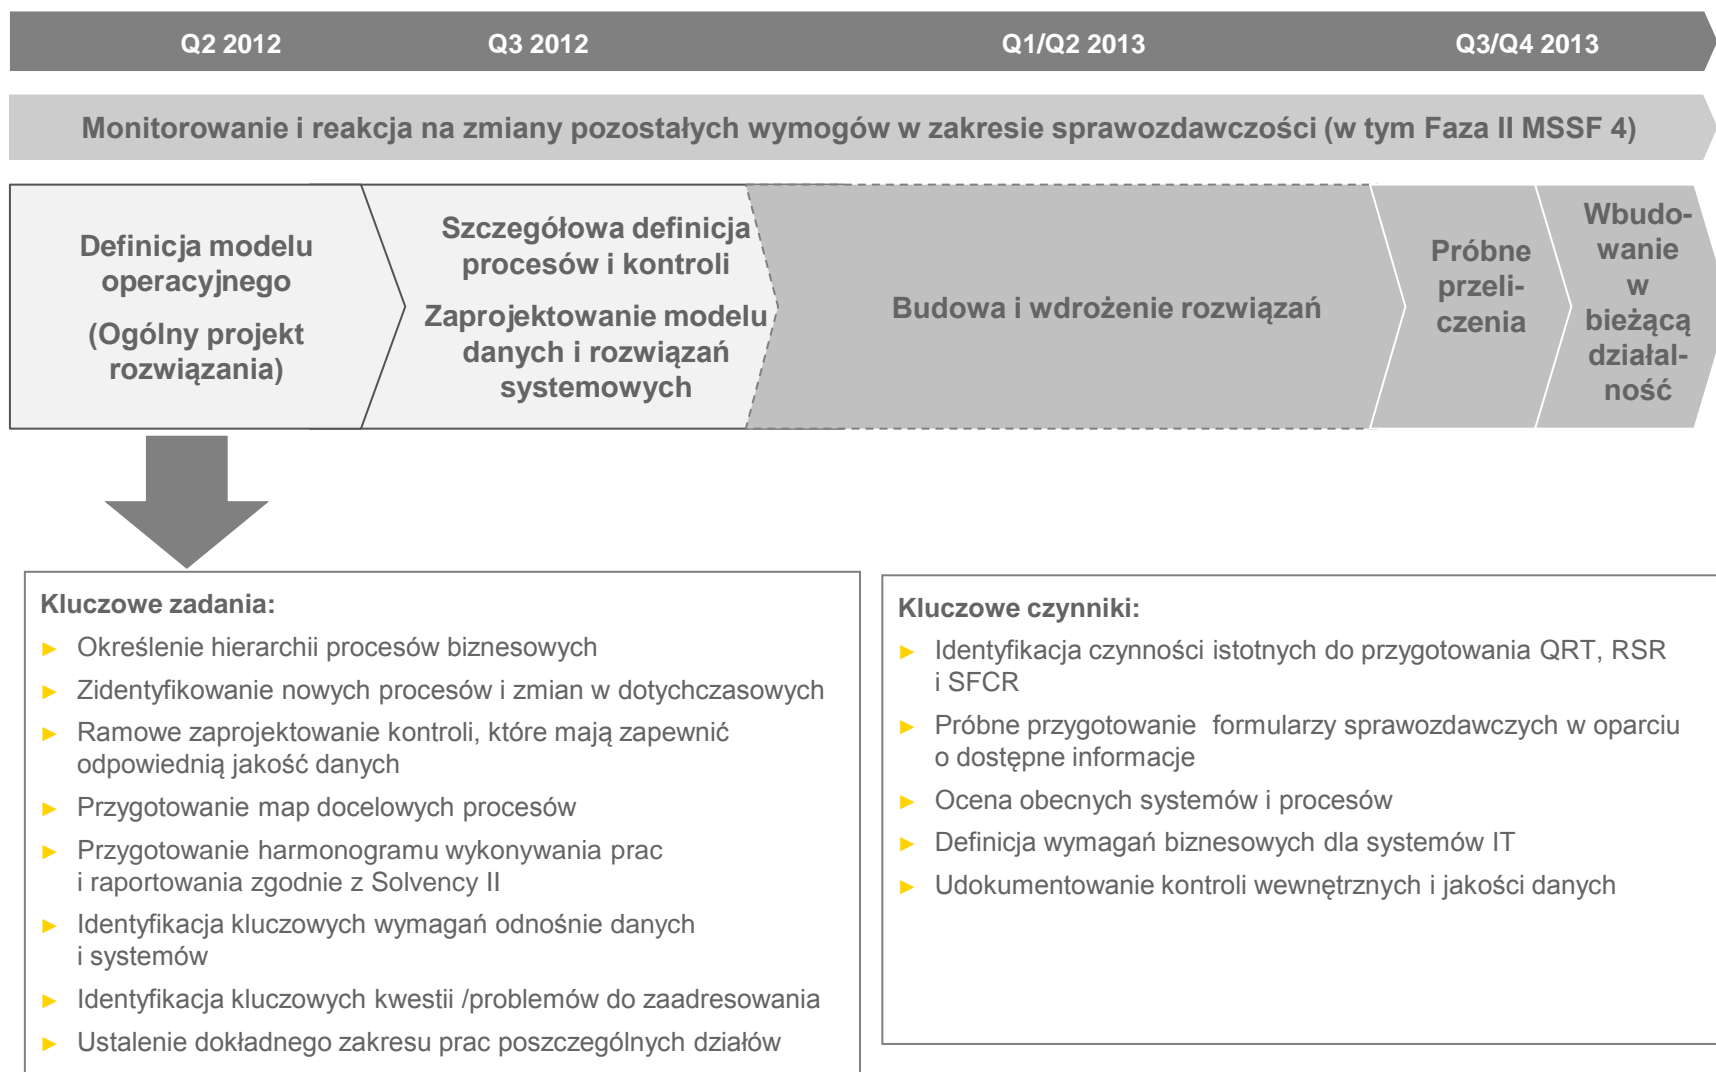 Q2 2012 Q3 2012 Q1/Q2 2013 Q3/Q4 2013
Monitorowanie i reakcja na zmiany pozostałych wymogów w zakresie sprawozdawczości (w tym Faza II MSSF 4)
Definicja modelu
operacyjnego
(Ogólny projekt
rozwiązania)
Szczegółowa definicja
procesów i kontroli
Zaprojektowanie modelu
danych i rozwiązań
systemowych
Budowa i wdrożenie rozwiązań
Próbne
przeli-
czenia
Wbudo-
wanie
w
bieżącą
działal-
ność
Kluczowe zadania:
► Określenie hierarchii procesów biznesowych
► Zidentyfikowanie nowych procesów i zmian w dotychczasowych
► Ramowe zaprojektowanie kontroli, które mają zapewnić
odpowiednią jakość danych
► Przygotowanie map docelowych procesów
► Przygotowanie harmonogramu wykonywania prac
i raportowania zgodnie z Solvency II
► Identyfikacja kluczowych wymagań odnośnie danych
i systemów
► Identyfikacja kluczowych kwestii /problemów do zaadresowania
► Ustalenie dokładnego zakresu prac poszczególnych działów
Kluczowe czynniki:
► Identyfikacja czynności istotnych do przygotowania QRT, RSR
i SFCR
► Próbne przygotowanie formularzy sprawozdawczych w oparciu
o dostępne informacje
► Ocena obecnych systemów i procesów
► Definicja wymagań biznesowych dla systemów IT
► Udokumentowanie kontroli wewnętrznych i jakości danych